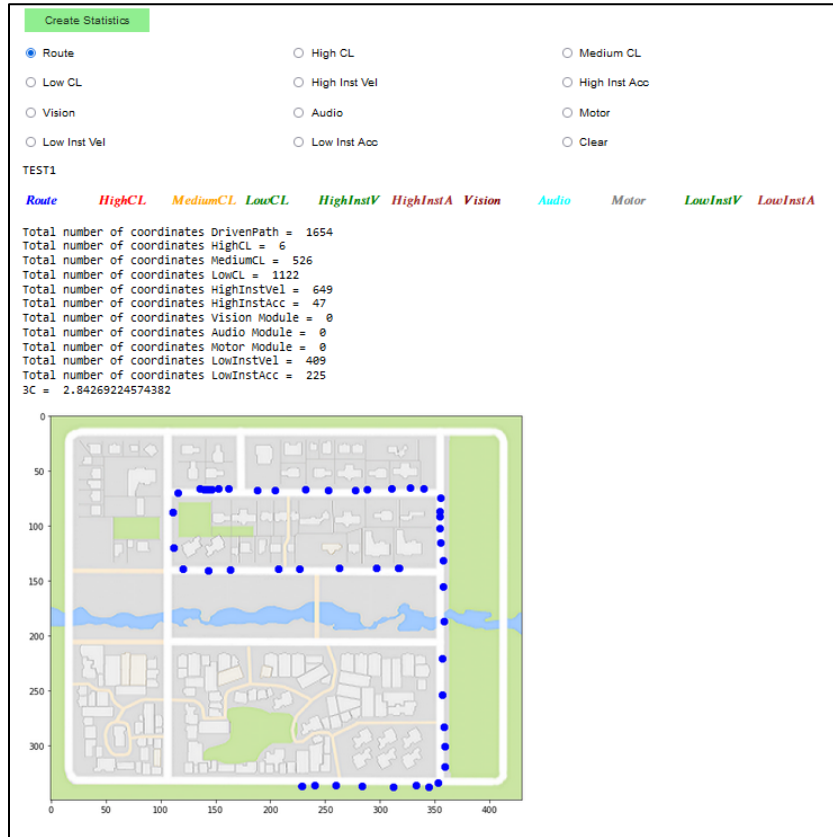 Create Statistics
Route High CL Medium CL
Low CL High Inst Vel High Inst Acc
Vision Audio Motor
Low Inst Vel Low Inst Acc Clear
TEST1
Route HighCL MediumCL LowCL HighInstV HighInstA Vision Audio Motor LowInstV LowInstA
Total number of coordinates DrivenPath = 1654
Total number of coordinates HighCL = 6
Total number of coordinates MediumCL = 526
Total number of coordinates LowCL = 1122
Total number of coordinates HighInstVel = 649
Total number of coordinates HighInstAcc = 47
Total number of coordinates Vision Module = 0
Total number of coordinates Audio Module = 0
Total number of coordinates Motor Module = 0
Total number of coordinates LowInstVel = 409
Total number of coordinates LowInstAcc = 225
3C = 2.84269224574382
0
50
100
150
200
250
300
0 50 100 150 200 250 300 350 400